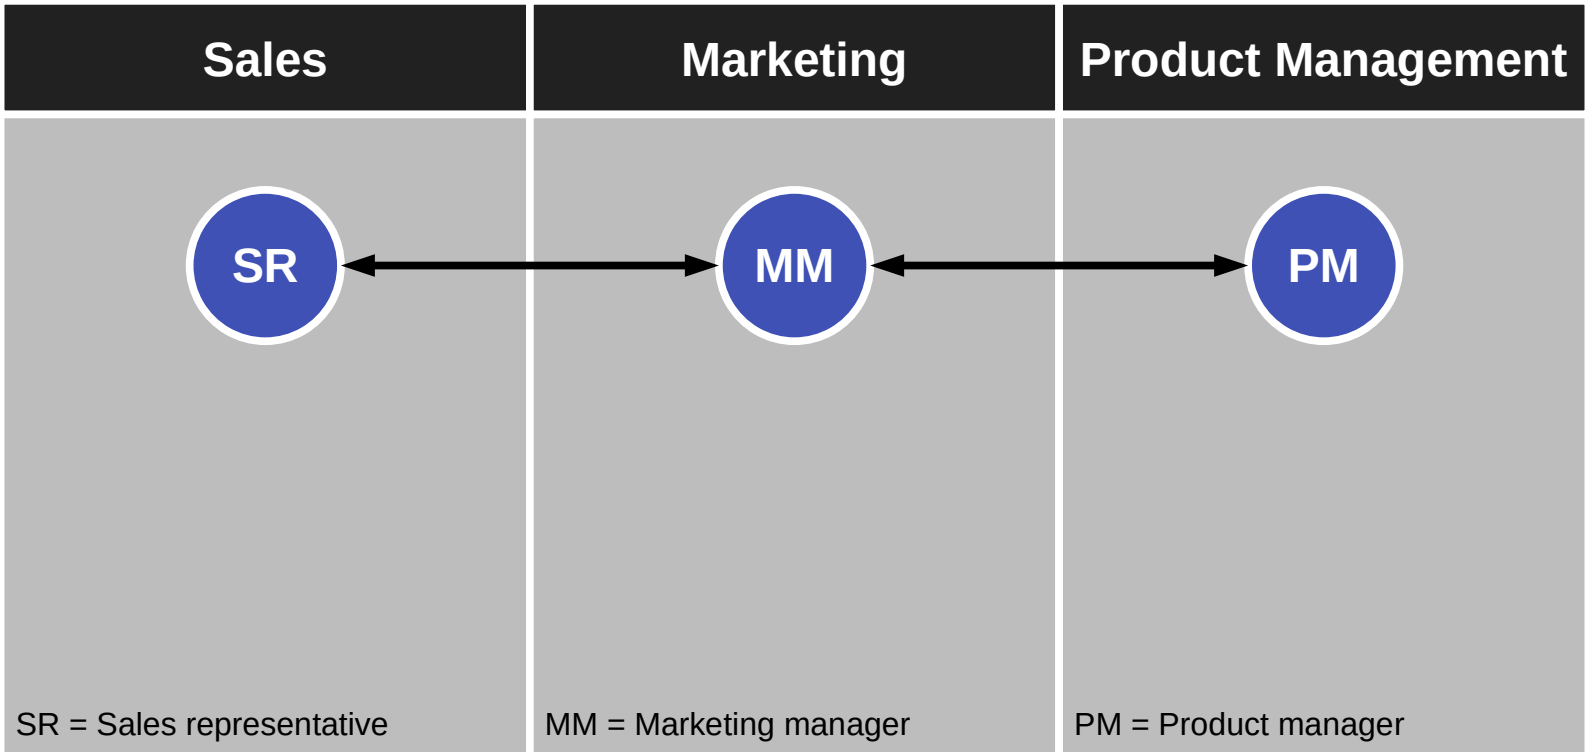 Sales
Marketing
Product Management
SR
MM
PM
SR = Sales representative
MM = Marketing manager
PM = Product manager